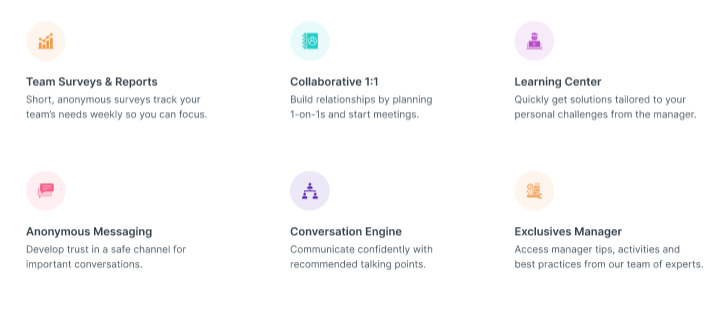 Team Surveys & Reports
Short, anonymous surveys track your
team's needs weekly so you can focus.
Collaborative 1:1
Build relationships by planning
1-on-1s and start meetings.
Learning Center
Quickly get solutions tailored to your
personal challenges from the manager.
Anonymous Messaging
Develop trust in a safe channel for
important conversations.
Conversation Engine
Communicate confidently with
recommended talking points.
Exclusives Manager
Access manager tips, activities and
best practices from our team of experts.